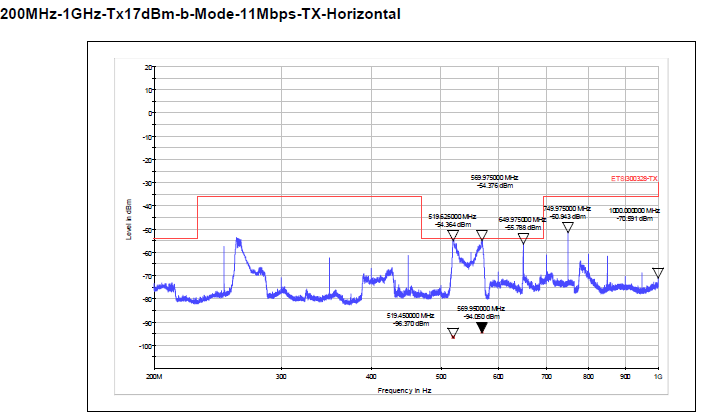 200MHz-1GHz-Tx17dBm-b-Mode-11Mbps-TX-Horizontal
20
10
0
-10
-20
-30
-40
-50
-60
-70
-80
-90
-100
Level in dBm
ETSI300328-TX
569.975000 MHz
-54.376 dBm
519.525000 MHz
-54.364 dBm
649.975000 MHz
-55.788 dBm
749.975000 MHz
-50.943 dBm
1000.000000 MHz
-70.591 dBm
519.450000 MHz
-96.370 dBm
569.950000 MHz
-94.050 dBm
200M 300 400 500 600 700 800 900 1G
Frequency in Hz